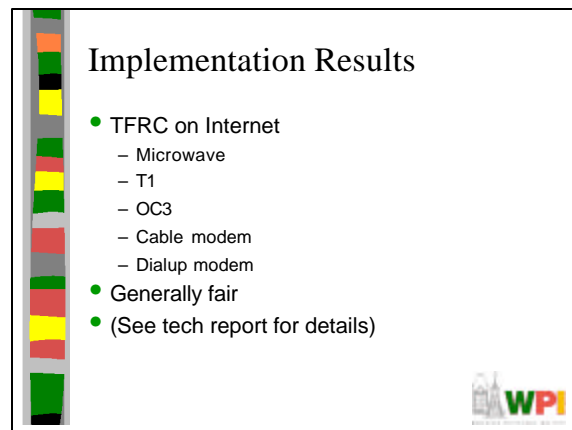 Implementation Results
• TFRC on Internet
– Microwave
– T1
– OC3
– Cable modem
– Dialup modem
• Generally fair
• (See tech report for details)
WPI